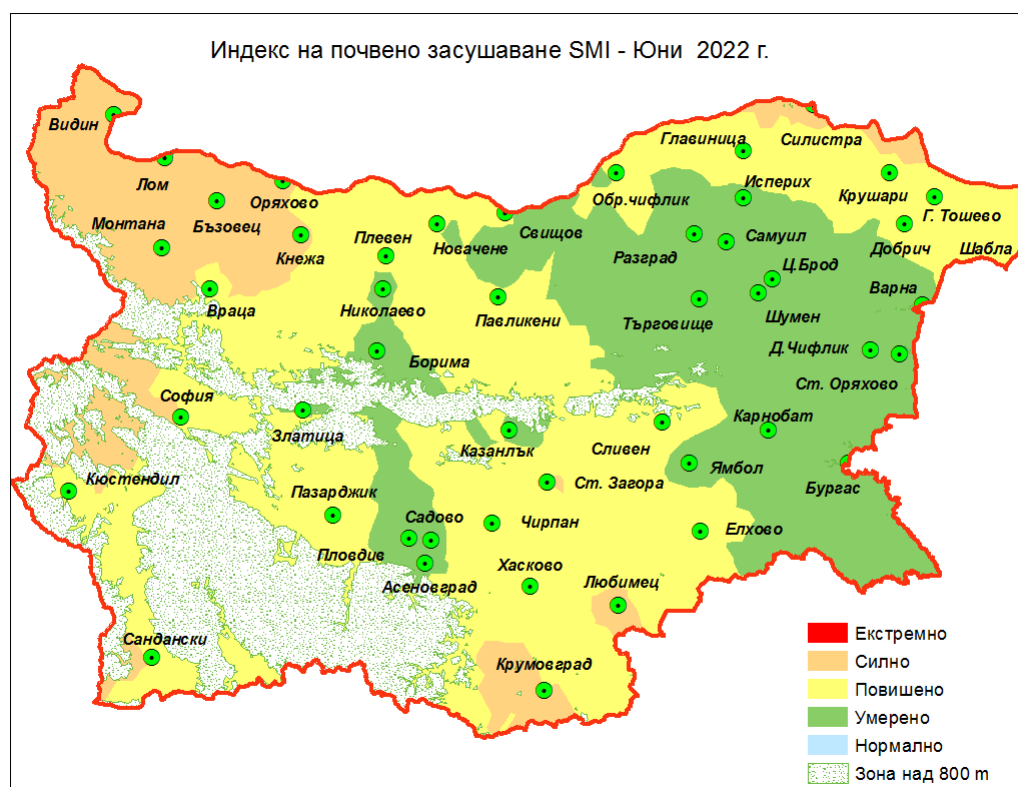 Индекс на почвено засушаване SMI - Юни 2022 г.
Видин
Главиница
Силистра
Лом
Оряхово
Обр.чифлик
Исперих
Крушари
Г. Тошево
Монтана
Бъзовец
Кнежа
Плевен
Новачене
Свищов
Разград
Самуил
Добрич
Шабла
Ц.Брод
Враца
Николаево
Павликени
Търговище
Шумен
Варна
Борима
Д.Чифлик
Ст. Оряхово
София
Златица
Казанлък
Сливен
Карнобат
Кюстендил
Пазарджик
Ст. Загора
Ямбол
Бургас
Садово
Чирпан
Елхово
Пловдив
Асеновград
Хасково
Любимец
Сандански
Крумовград
Екстремно
Силно
Повишено
Умерено
Нормално
Зона над 800 m